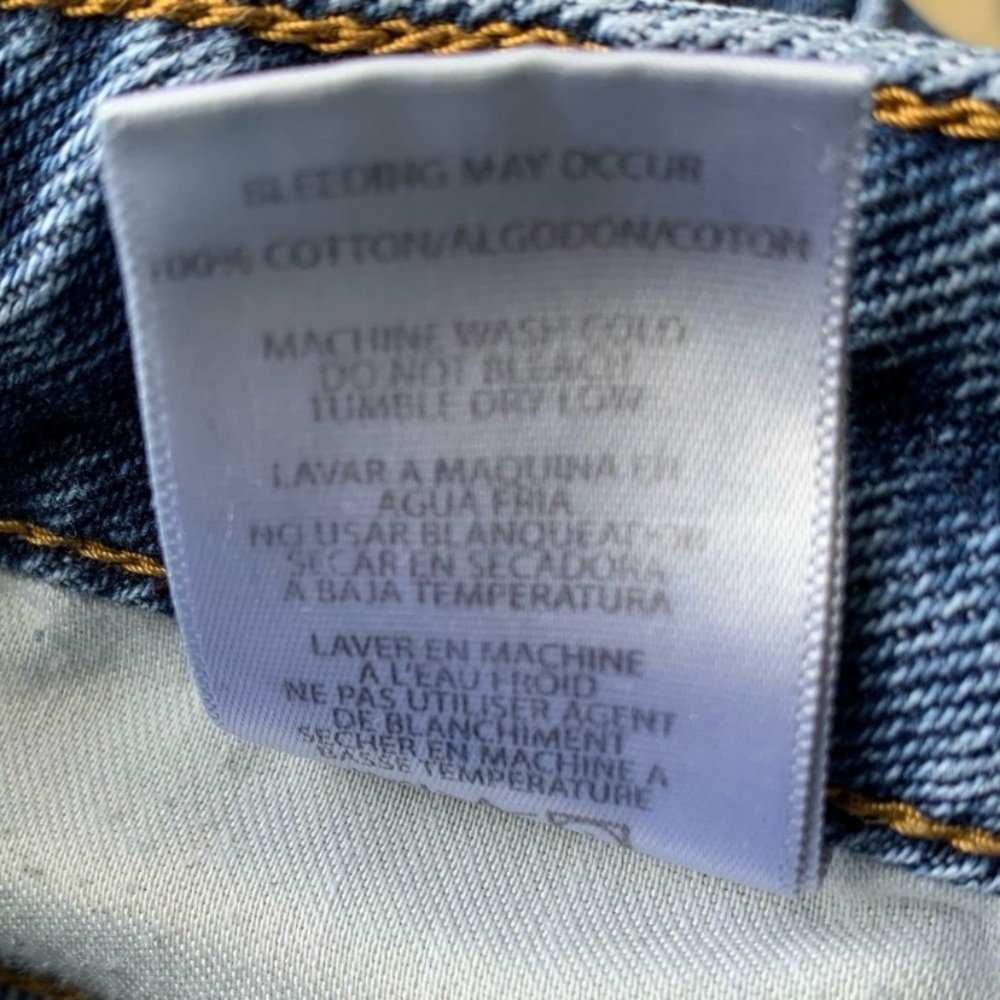 BLEEDING MAY OCCUR
100% COTTON/ALGODON/COTON
MACHINE WASH COLD
DO NOT BLEACH
TUMBLE DRY LOW
LAVAR A MAQUINA EN
AGUA FRIA
NO USAR BLANQUEADOR
SECAR EN SECADORA
A BAJA TEMPERATURA
LAVER EN MACHINE
A L'EAU FROID
NE PAS UTILISER AGENT
DE BLANCHIMENT
SECHER EN MACHINE A
BASSE TEMPERATURE